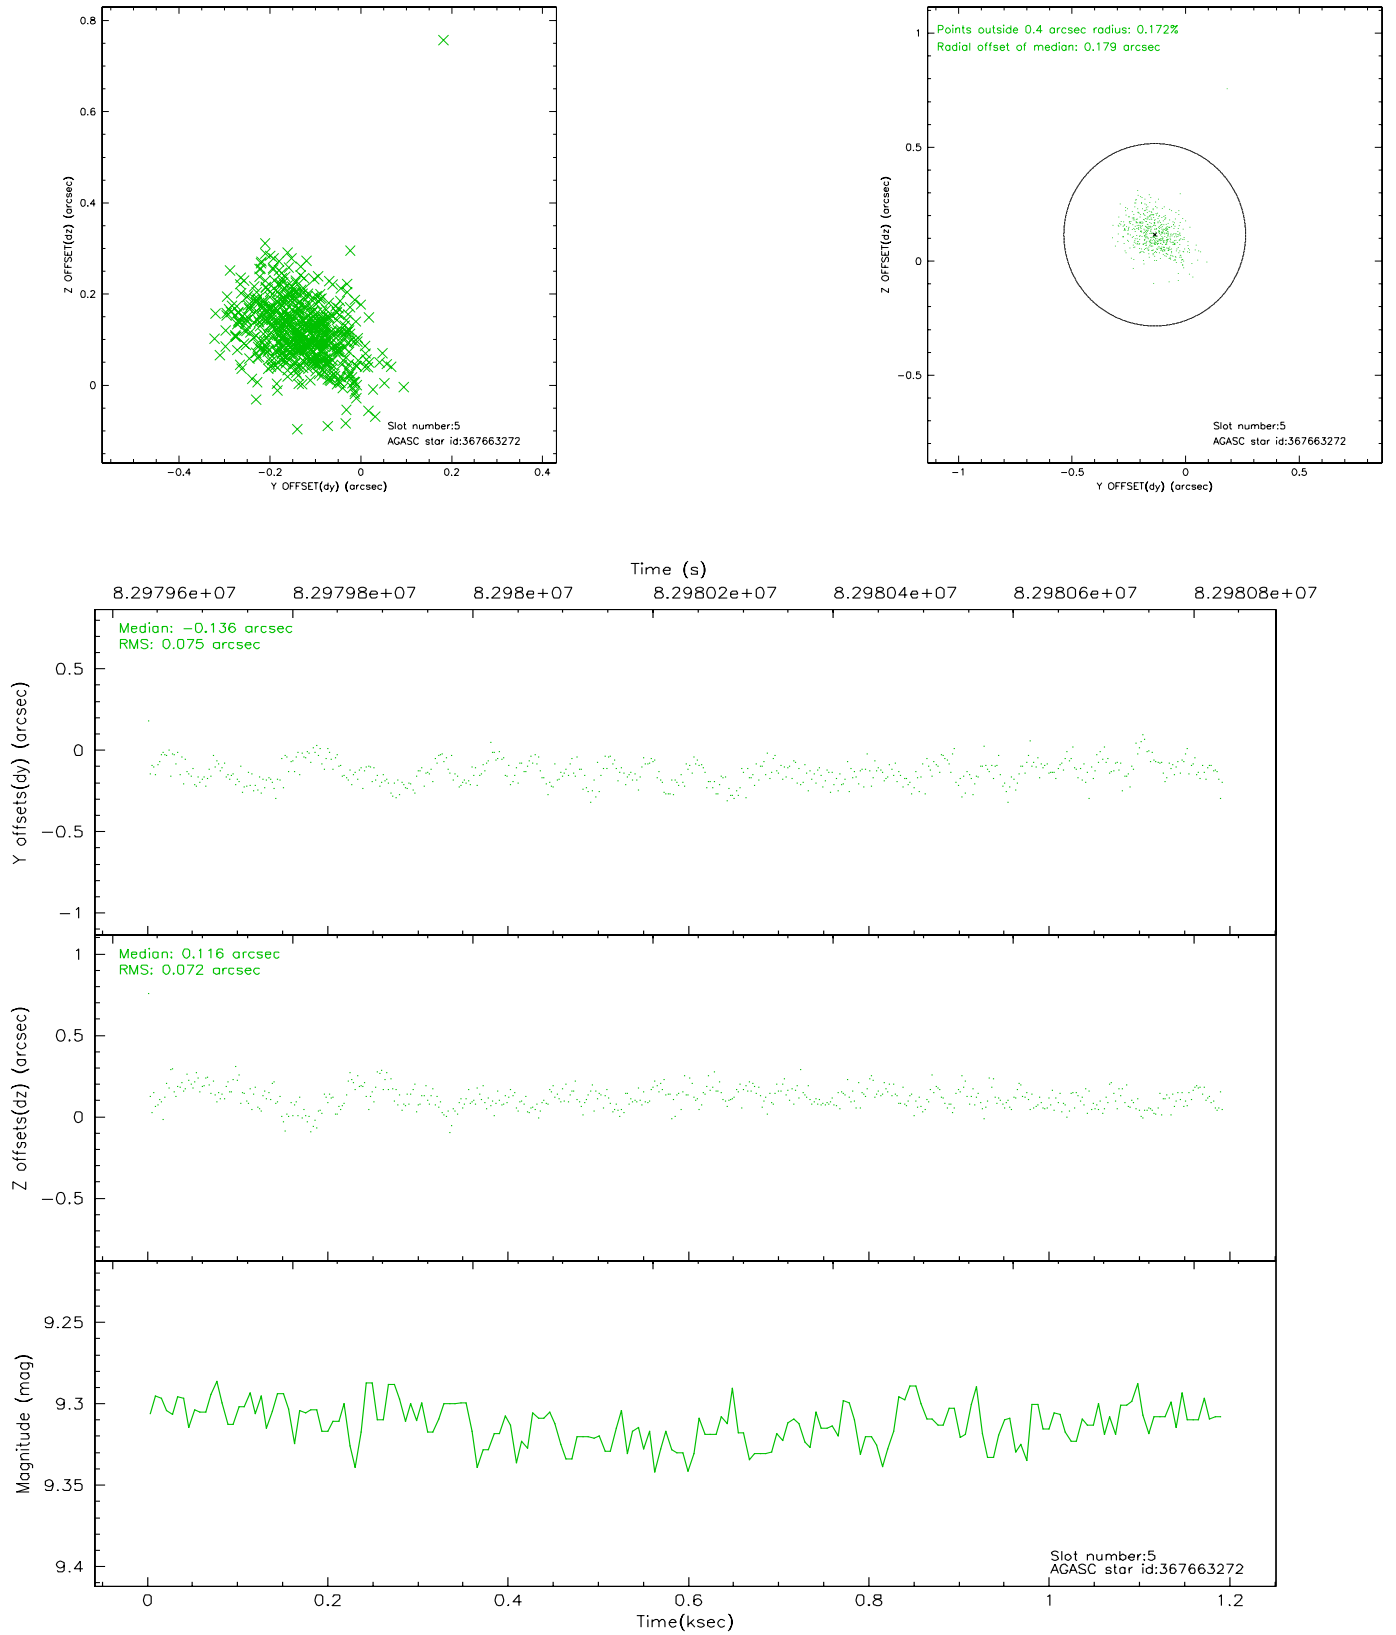 0.8
0.6
0.4
0.2
0
Z OFFSET(dz) (arcsec)
Slot number:5
AGASC star id:367663272
−0.4 −0.2 0 0.2 0.4
Y OFFSET(dy) (arcsec)
Points outside 0.4 arcsec radius: 0.172%
Radial offset of median: 0.179 arcsec
1
0.5
0
−0.5
Z OFFSET(dz) (arcsec)
Slot number:5
AGASC star id:367663272
−1 −0.5 0 0.5
Y OFFSET(dy) (arcsec)
Time (s)
8.29796e+07 8.29798e+07 8.298e+07 8.29802e+07 8.29804e+07 8.29806e+07 8.29808e+07
Median: −0.136 arcsec
RMS: 0.075 arcsec
0.5
0
−0.5
−1
Y offsets(dy) (arcsec)
Median: 0.116 arcsec
RMS: 0.072 arcsec
1
0.5
0
−0.5
Z offsets(dz) (arcsec)
9.25
9.3
9.35
9.4
Magnitude (mag)
Slot number:5
AGASC star id:367663272
0 0.2 0.4 0.6 0.8 1 1.2
Time(ksec)